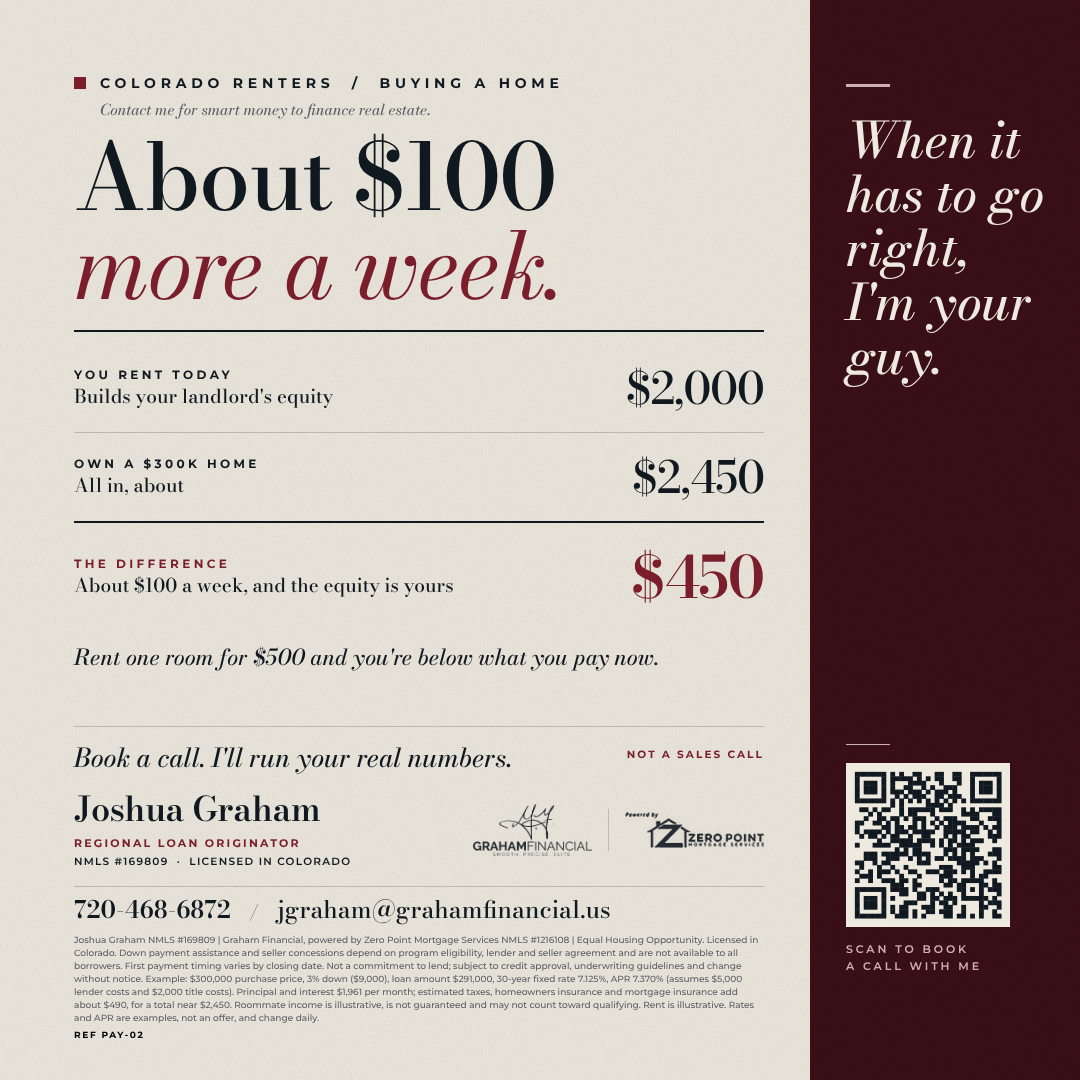 COLORADO RENTERS / BUYING A HOME
Contact me for smart money to finance real estate.
About $100
more a week.
YOU RENT TODAY
Builds your landlord's equity
$2,000
OWN A $300K HOME
All in, about
$2,450
THE DIFFERENCE
About $100 a week, and the equity is yours
$450
Rent one room for $500 and you're below what you pay now.
Book a call. I'll run your real numbers.
NOT A SALES CALL
Joshua Graham
REGIONAL LOAN ORIGINATOR
NMLS #169809 · LICENSED IN COLORADO
GRAHAMFINANCIAL
SMOOTH. PRECISE. ELITE.
Powered by
ZERO POINT
MORTGAGE SERVICES
720-468-6872 / jgraham@grahamfinancial.us
Joshua Graham NMLS #169809 | Graham Financial, powered by Zero Point Mortgage Services NMLS #1216108 | Equal Housing Opportunity. Licensed in
Colorado. Down payment assistance and seller concessions depend on program eligibility, lender and seller agreement and are not available to all
borrowers. First payment timing varies by closing date. Not a commitment to lend; subject to credit approval, underwriting guidelines and change
without notice. Example: $300,000 purchase price, 3% down ($9,000), loan amount $291,000, 30-year fixed rate 7.125%, APR 7.370% (assumes $5,000
lender costs and $2,000 title costs). Principal and interest $1,961 per month; estimated taxes, homeowners insurance and mortgage insurance add
about $490, for a total near $2,450. Roommate income is illustrative, is not guaranteed and may not count toward qualifying. Rent is illustrative. Rates
and APR are examples, not an offer, and change daily.
REF PAY-02
When it
has to go
right,
I'm your
guy.
SCAN TO BOOK
A CALL WITH ME